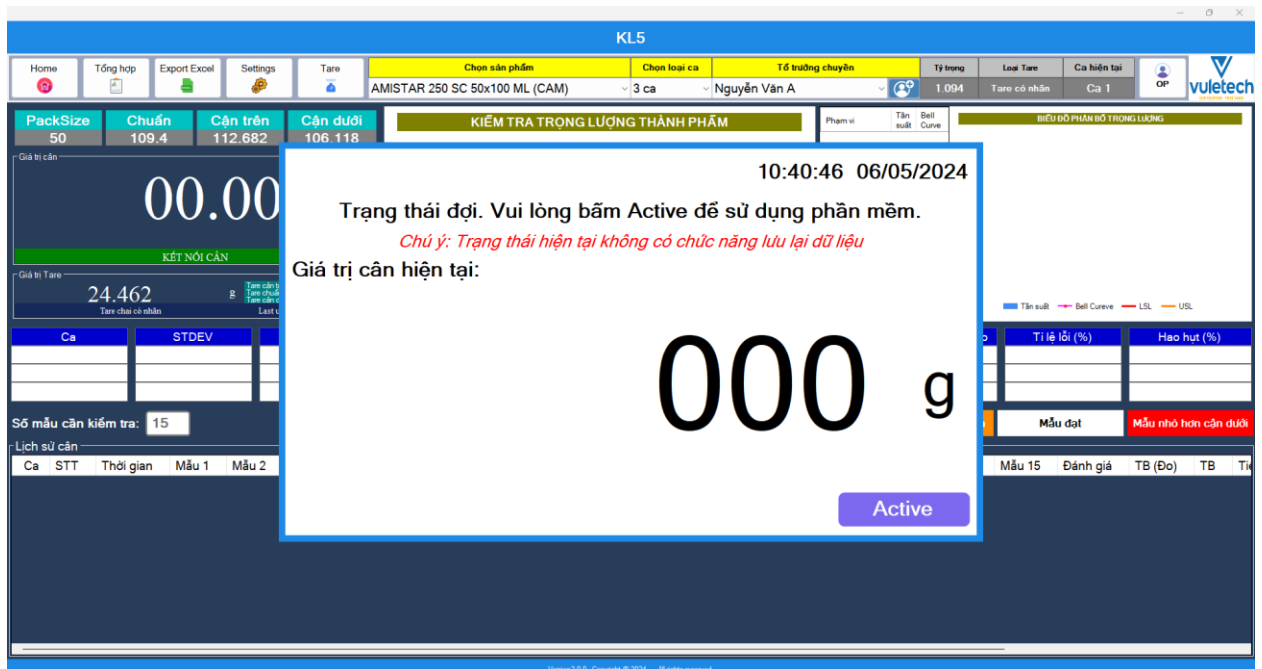 KL5
Home Tổng hợp Export Excel Settings Tare Chọn sản phẩm Chọn loại ca Tổ trưởng chuyền Tỷ trọng Loại Tare Ca hiện tại
AMISTAR 250 SC 50x100 ML (CAM) 3 ca Nguyễn Văn A 1.094 Tare có nhãn Ca 1 OP vuletech
PackSize Chuẩn Cận trên Cận dưới KIỂM TRA TRỌNG LƯỢNG THÀNH PHẨM Phạm vi Tần suất Bell Curve BIỂU ĐỒ PHÂN BỐ TRỌNG LƯỢNG
50 109.4 112.682 106.118
Giá trị cân
00.00
KẾT NỐI CÂN
Giá trị Tare
24.462 g
Tare chai có nhãn
10:40:46 06/05/2024
Trạng thái đợi. Vui lòng bấm Active để sử dụng phần mềm.
Chú ý: Trạng thái hiện tại không có chức năng lưu lại dữ liệu
Giá trị cân hiện tại:
000 g
Active
Tần suất Bell Cureve LSL USL
Ca STDEV Tỉ lệ lỗi (%) Hao hụt (%)
Số mẫu cần kiểm tra: 15 Mẫu đạt Mẫu nhỏ hơn cận dưới
Lịch sử cân
Ca STT Thời gian Mẫu 1 Mẫu 2 Mẫu 15 Đánh giá TB (Đo) TB